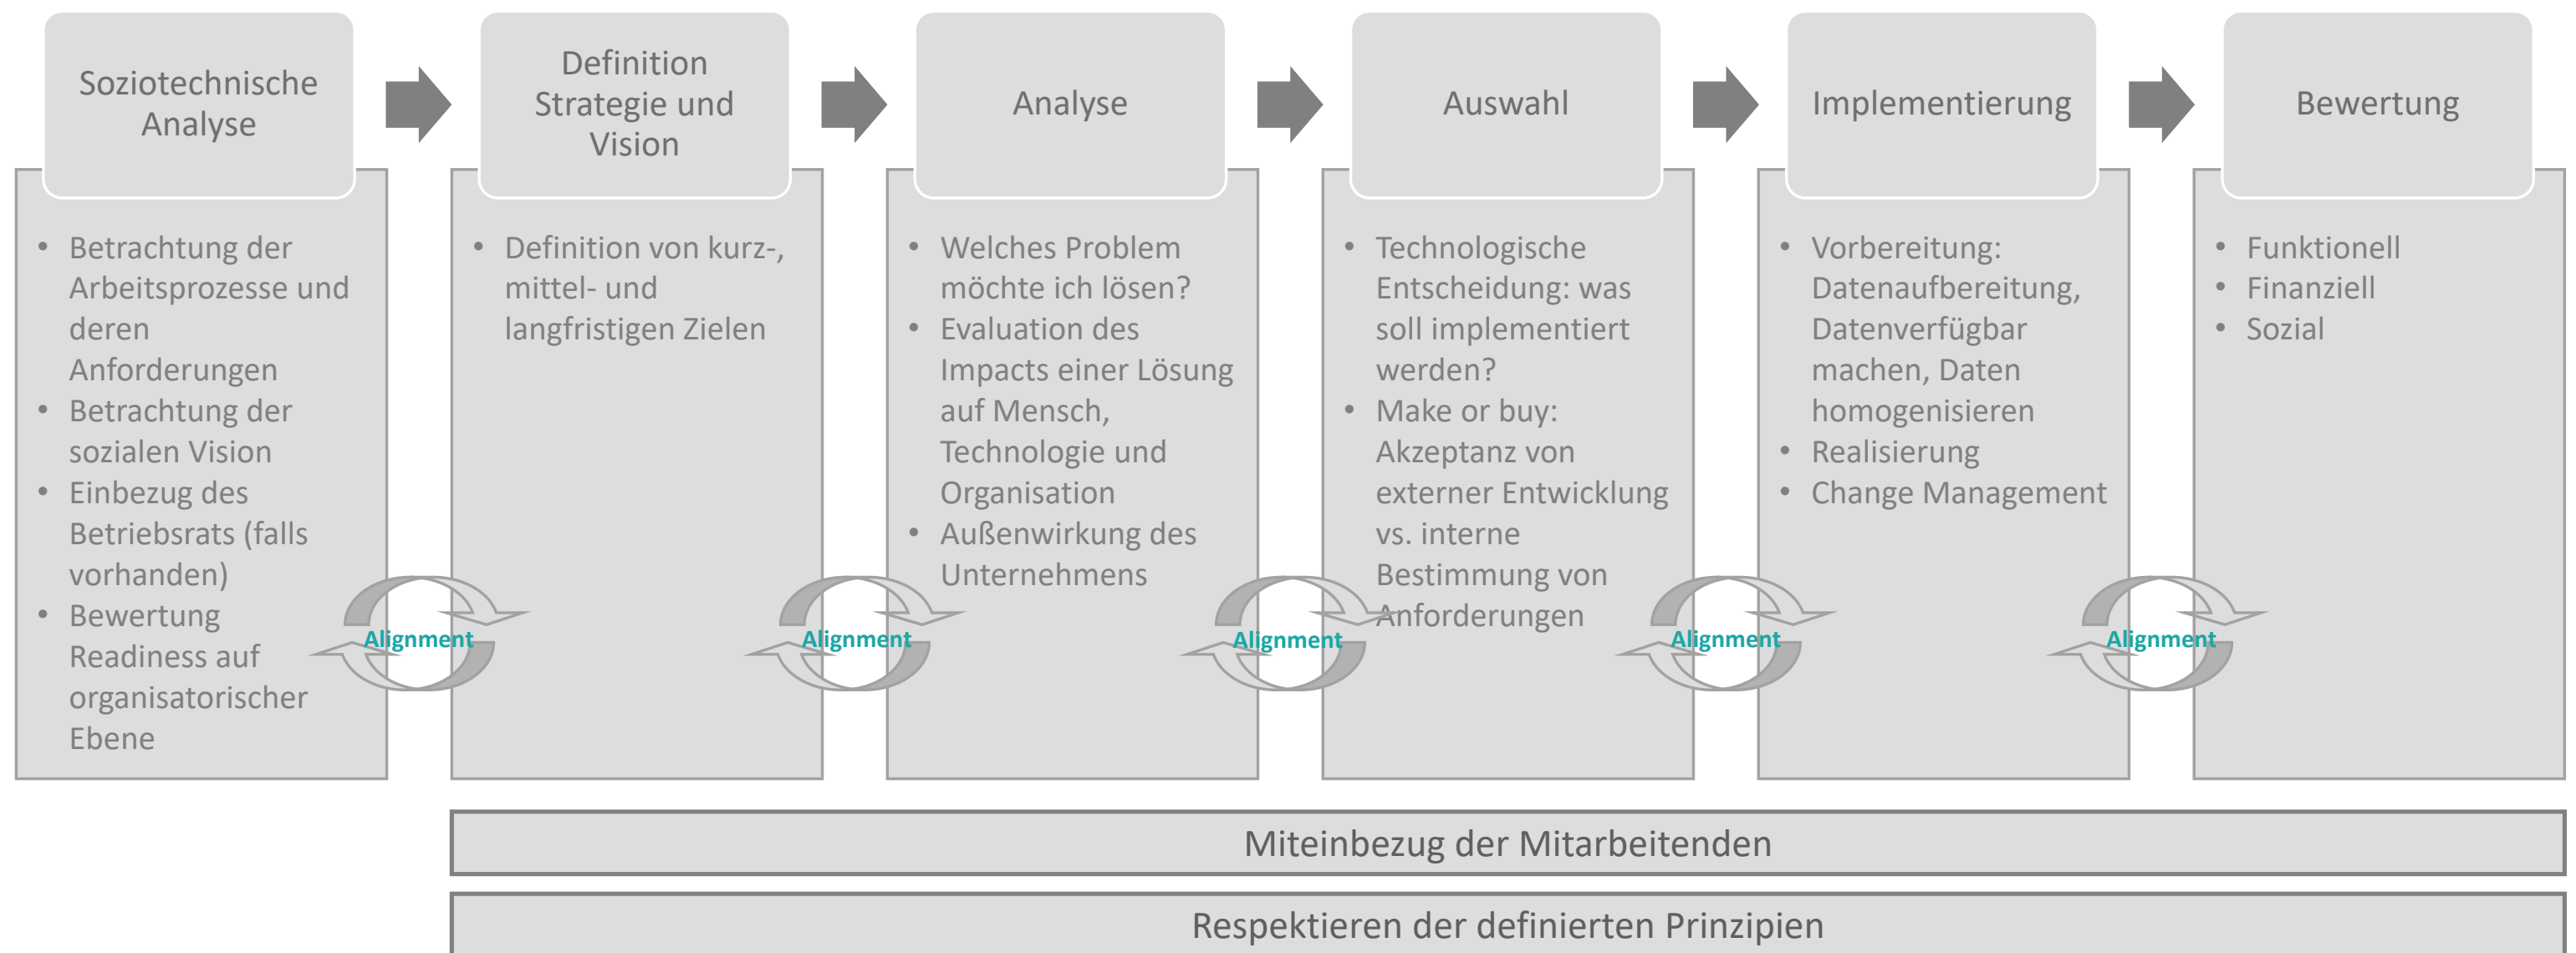 Soziotechnische
Analyse
Definition
Strategie und
Vision
Analyse
Auswahl
Implementierung
Bewertung
• Betrachtung der
Arbeitsprozesse und
deren
Anforderungen
• Betrachtung der
sozialen Vision
• Einbezug des
Betriebsrats (falls
vorhanden)
• Bewertung
Readiness auf
organisatorischer
Ebene
• Definition von kurz-,
mittel- und
langfristigen Zielen
• Welches Problem
möchte ich lösen?
• Evaluation des
Impacts einer Lösung
auf Mensch,
Technologie und
Organisation
• Außenwirkung des
Unternehmens
• Technologische
Entscheidung: was
soll implementiert
werden?
• Make or buy:
Akzeptanz von
externer Entwicklung
vs. interne
Bestimmung von
Anforderungen
• Vorbereitung:
Datenaufbereitung,
Datenverfügbar
machen, Daten
homogenisieren
• Realisierung
• Change Management
• Funktionell
• Finanziell
• Sozial
Alignment
Alignment
Alignment
Alignment
Alignment
Miteinbezug der Mitarbeitenden
Respektieren der definierten Prinzipien